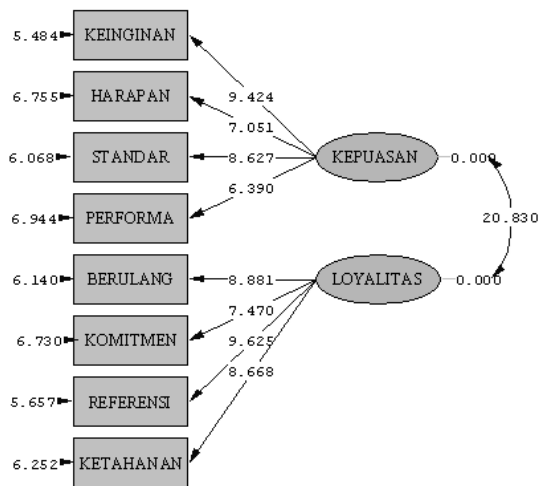 5.484 KEINGINAN
9.424
6.755 HARAPAN
7.051
6.068 STANDAR 8.627 KEPUASAN 0.000
6.390
6.944 PERFORMA
20.830
6.140 BERULANG 8.881 LOYALITAS 0.000
7.470
6.730 KOMITMEN
9.625
8.668
5.657 REFERENSI
6.252 KETAHANAN